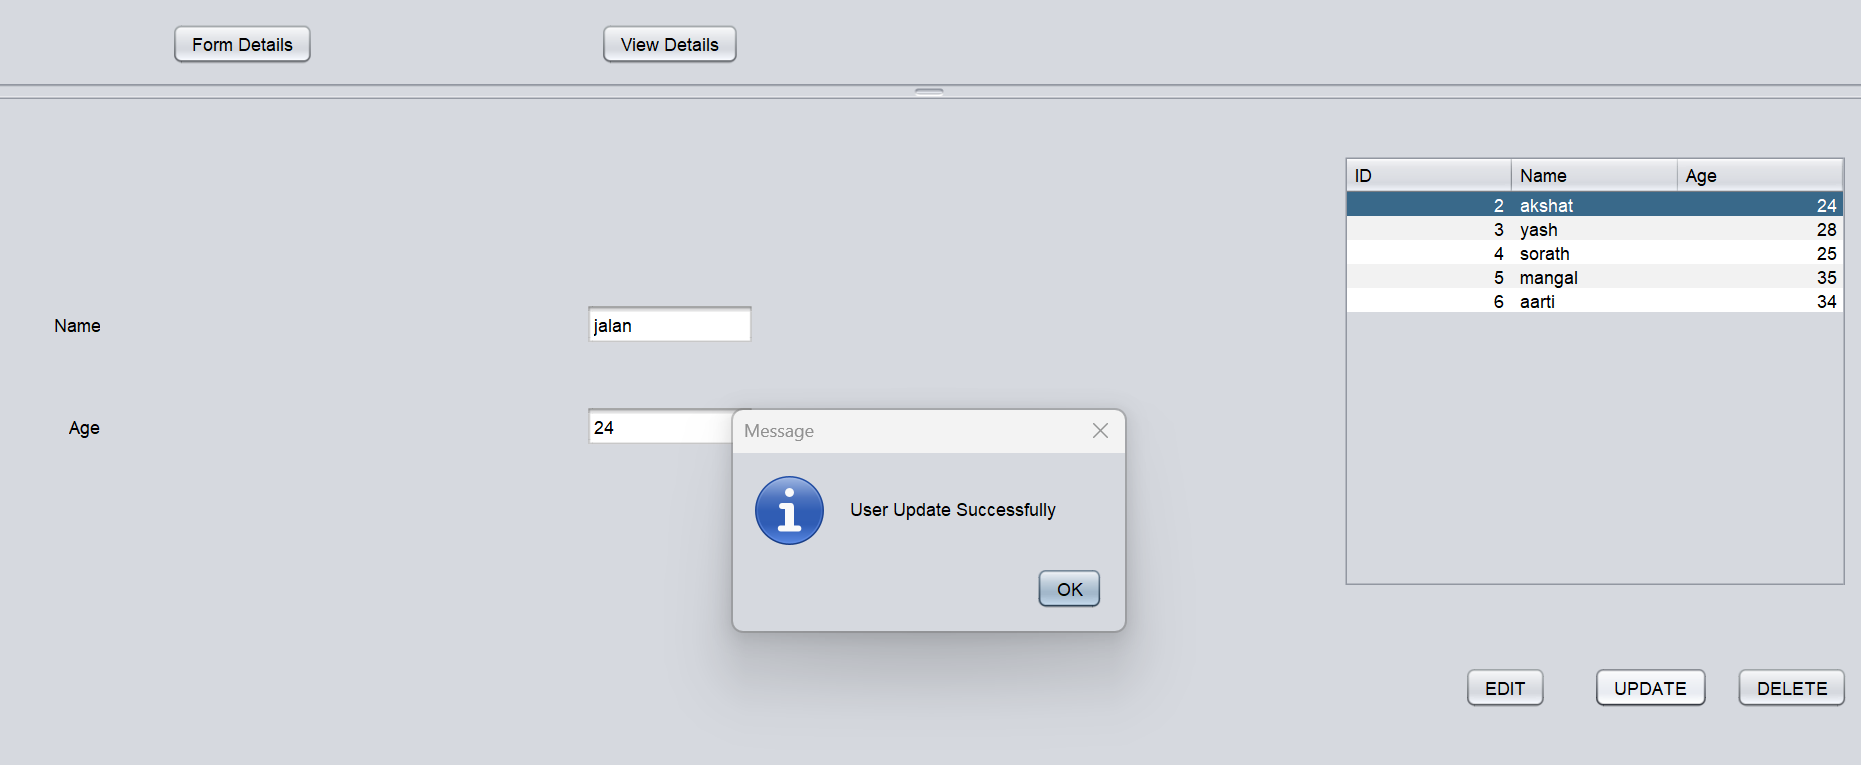 Form Details View Details
ID Name Age
2 akshat 24
3 yash 28
4 sorath 25
5 mangal 35
6 aarti 34
Name jalan
Age 24
Message
User Update Successfully
OK
EDIT UPDATE DELETE